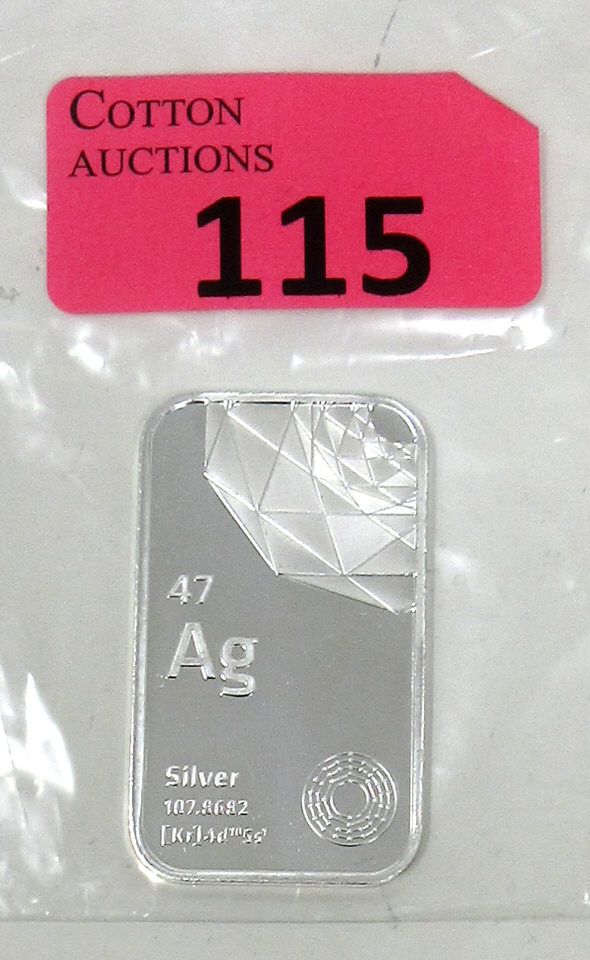 COTTON
AUCTIONS
115
47
Ag
Silver
107.8682
[Kr]4d¹⁰5s¹